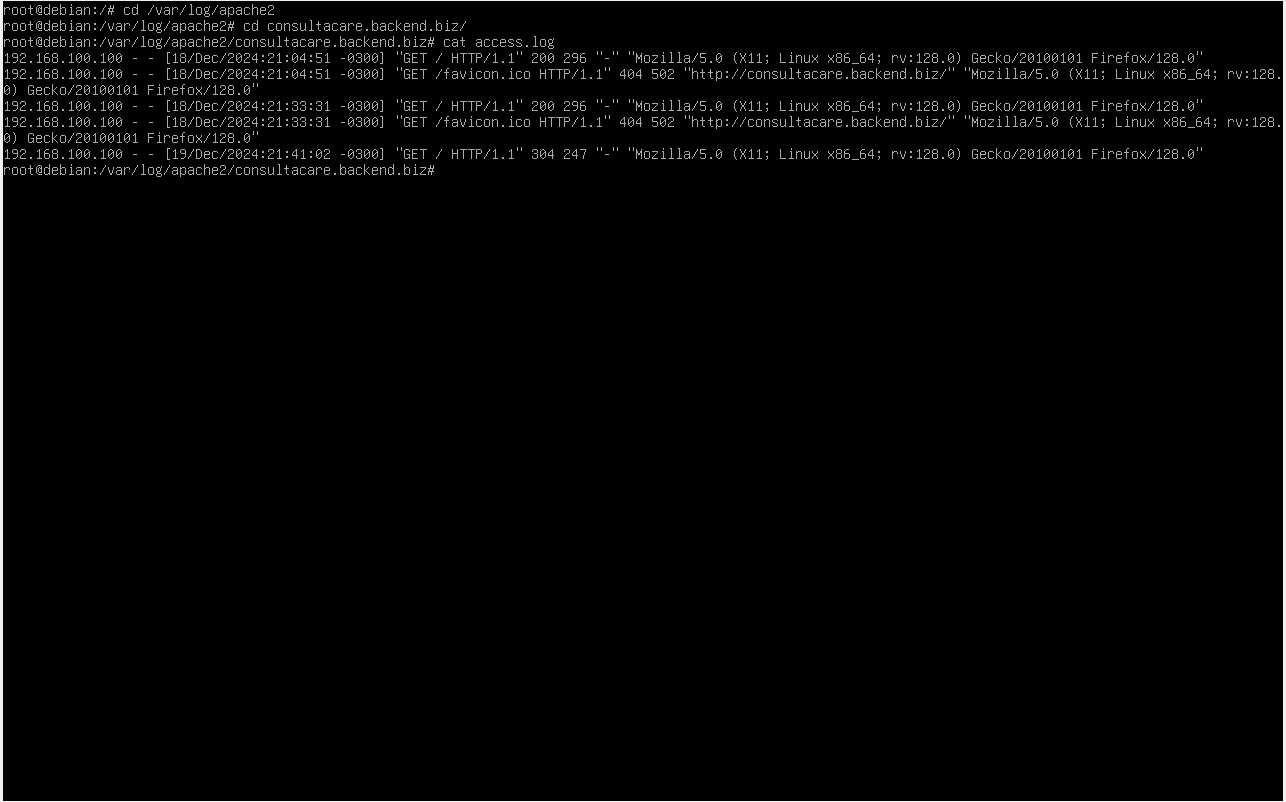 root@debian:/# cd /var/log/apache2
root@debian:/var/log/apache2# cd consultacare.backend.biz/
root@debian:/var/log/apache2/consultacare.backend.biz# cat access.log
192.168.100.100 - - [18/Dec/2024:21:04:51 -0300] "GET / HTTP/1.1" 200 296 "-" "Mozilla/5.0 (X11; Linux x86_64; rv:128.0) Gecko/20100101 Firefox/128.0"
192.168.100.100 - - [18/Dec/2024:21:04:51 -0300] "GET /favicon.ico HTTP/1.1" 404 502 "http://consultacare.backend.biz/" "Mozilla/5.0 (X11; Linux x86_64; rv:128.
0) Gecko/20100101 Firefox/128.0"
192.168.100.100 - - [18/Dec/2024:21:33:31 -0300] "GET / HTTP/1.1" 200 296 "-" "Mozilla/5.0 (X11; Linux x86_64; rv:128.0) Gecko/20100101 Firefox/128.0"
192.168.100.100 - - [18/Dec/2024:21:33:31 -0300] "GET /favicon.ico HTTP/1.1" 404 502 "http://consultacare.backend.biz/" "Mozilla/5.0 (X11; Linux x86_64; rv:128.
0) Gecko/20100101 Firefox/128.0"
192.168.100.100 - - [19/Dec/2024:21:41:02 -0300] "GET / HTTP/1.1" 304 247 "-" "Mozilla/5.0 (X11; Linux x86_64; rv:128.0) Gecko/20100101 Firefox/128.0"
root@debian:/var/log/apache2/consultacare.backend.biz#